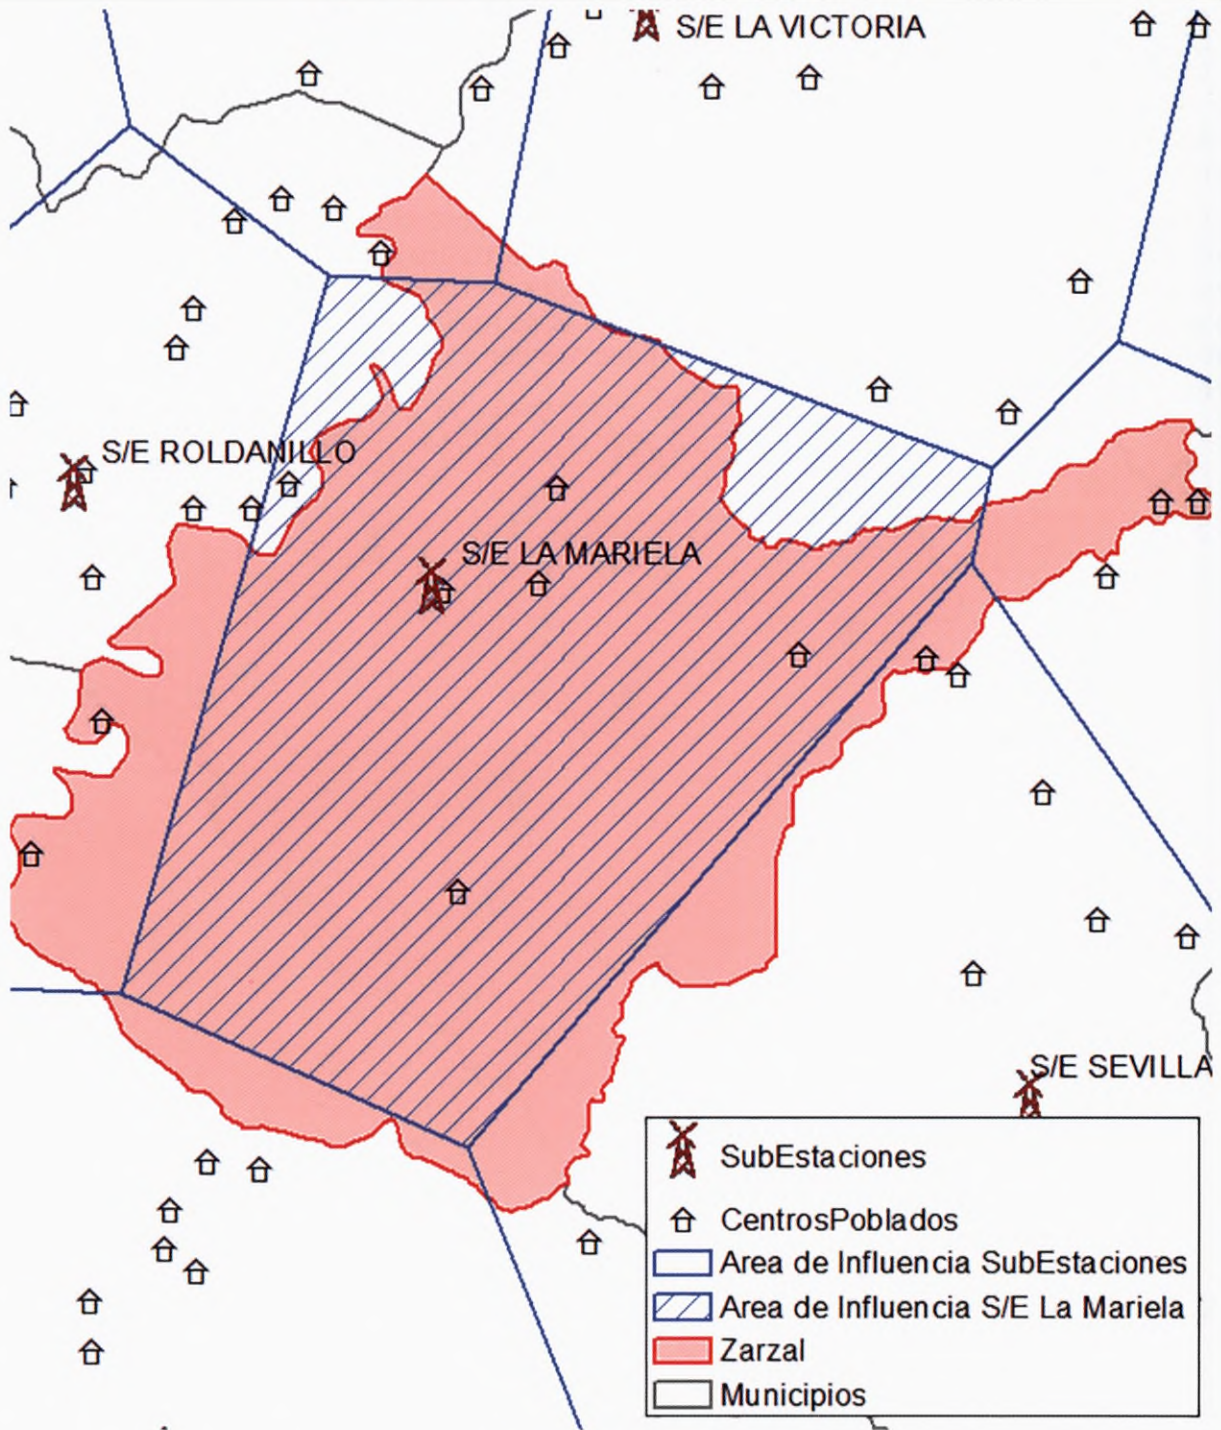 S/E LA VICTORIA
S/E ROLDANILLO
S/E LA MARIELA
S/E SEVILLA
SubEstaciones
CentrosPoblados
Area de Influencia SubEstaciones
Area de Influencia S/E La Mariela
Zarzal
Municipios